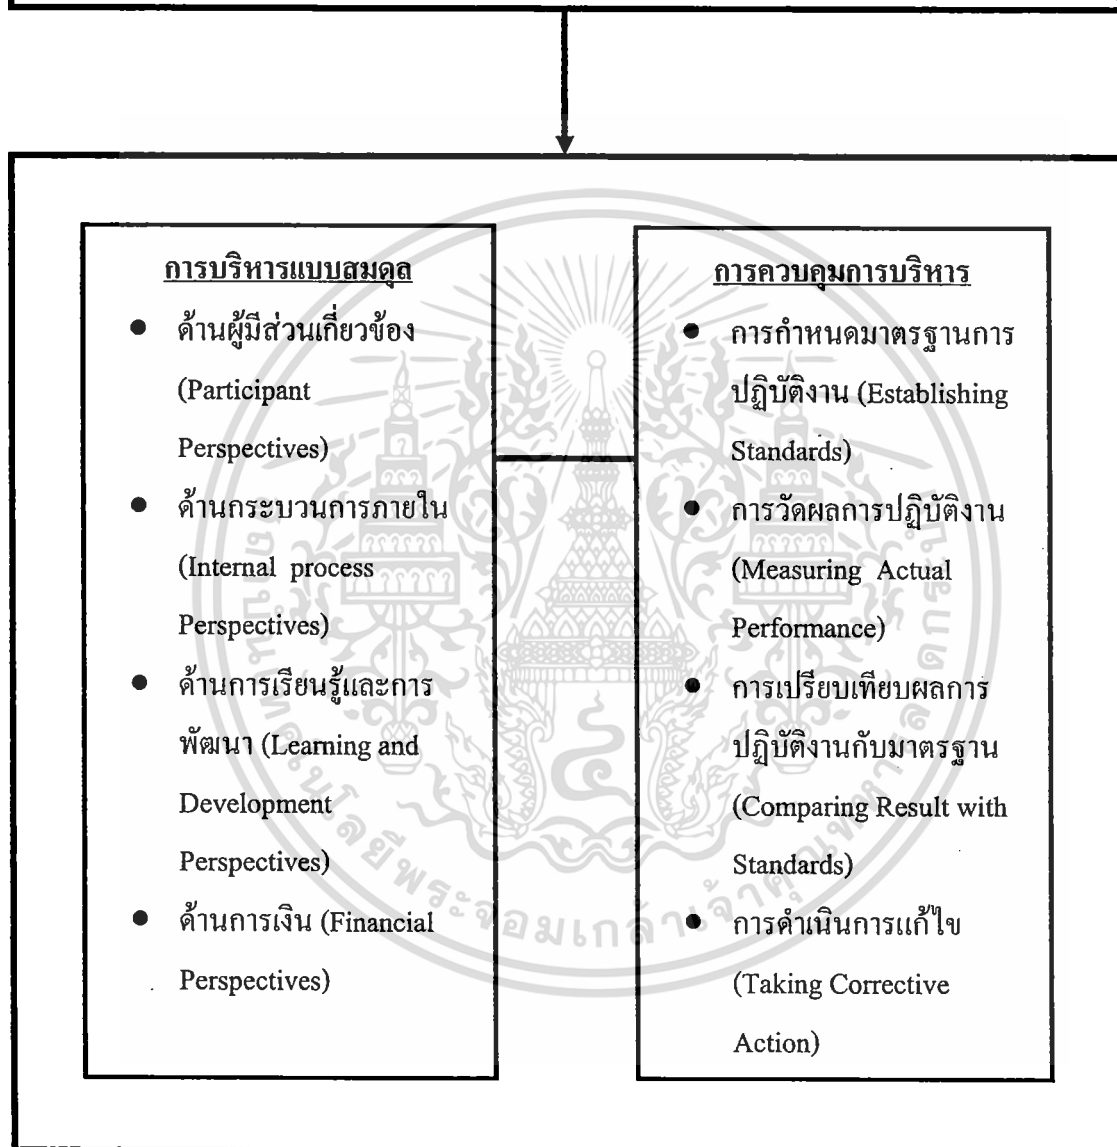 การบริหารแบบสมดุล
● ด้านผู้มีส่วนเกี่ยวข้อง
(Participant
Perspectives)
● ด้านกระบวนการภายใน
(Internal process
Perspectives)
● ด้านการเรียนรู้และการ
พัฒนา (Learning and
Development
Perspectives)
● ด้านการเงิน (Financial
Perspectives)
การควบคุมการบริหาร
● การกำหนดมาตรฐานการ
ปฏิบัติงาน (Establishing
Standards)
● การวัดผลการปฏิบัติงาน
(Measuring Actual
Performance)
● การเปรียบเทียบผลการ
ปฏิบัติงานกับมาตรฐาน
(Comparing Result with
Standards)
● การดำเนินการแก้ไข
(Taking Corrective
Action)